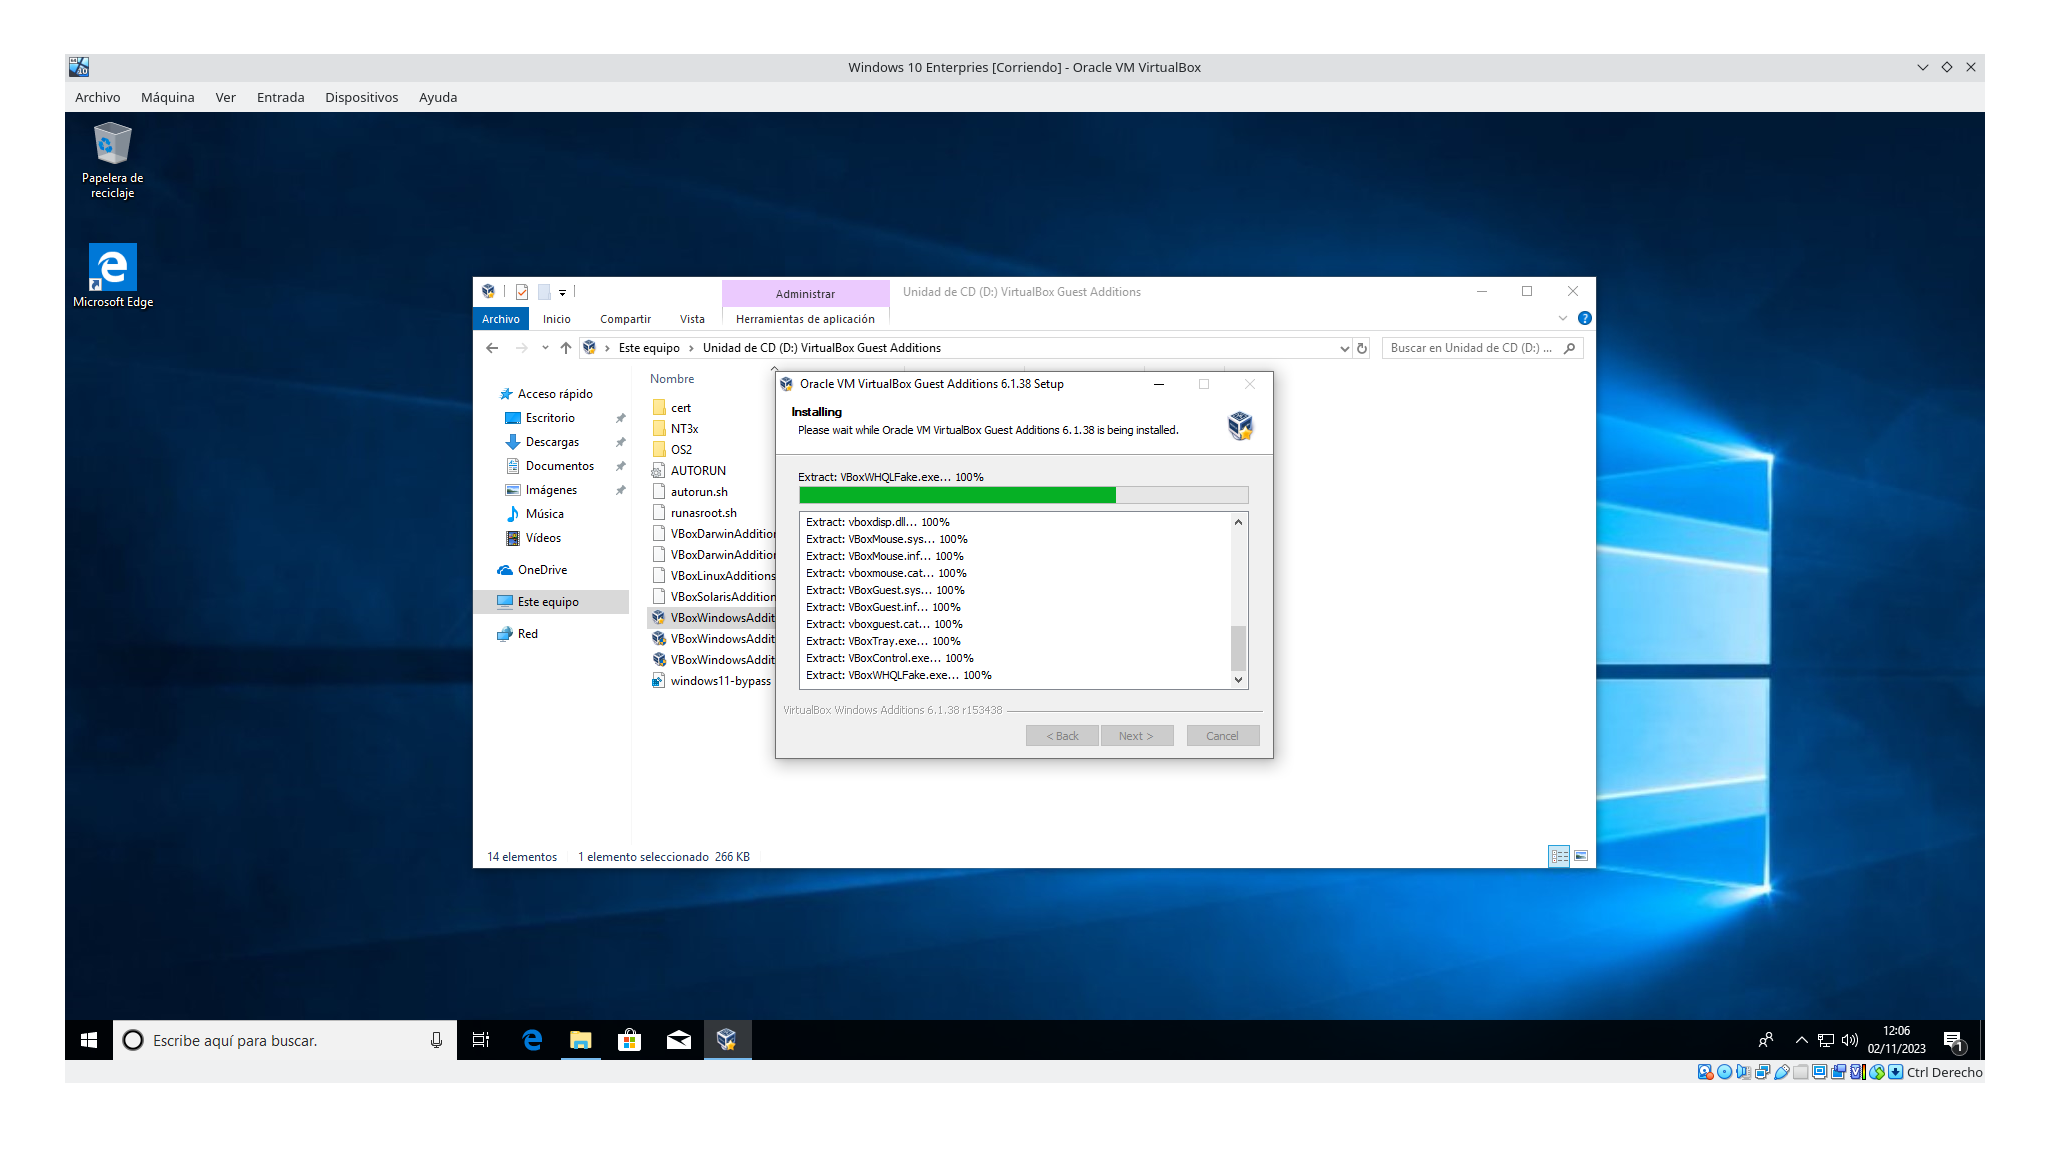 Windows 10 Enterpries [Corriendo] - Oracle VM VirtualBox
Archivo Máquina Ver Entrada Dispositivos Ayuda
Papelera de
reciclaje
Microsoft Edge
Administrar
Unidad de CD (D:) VirtualBox Guest Additions
Archivo Inicio Compartir Vista Herramientas de aplicación
Este equipo › Unidad de CD (D:) VirtualBox Guest Additions
Buscar en Unidad de CD (D:) ...
Acceso rápido
Escritorio
Descargas
Documentos
Imágenes
Música
Vídeos
OneDrive
Este equipo
Red
Nombre
cert
NT3x
OS2
AUTORUN
autorun.sh
runasroot.sh
VBoxDarwinAddition
VBoxDarwinAddition
VBoxLinuxAdditions
VBoxSolarisAddition
VBoxWindowsAddit
VBoxWindowsAddit
VBoxWindowsAddit
windows11-bypass
14 elementos 1 elemento seleccionado 266 KB
Oracle VM VirtualBox Guest Additions 6.1.38 Setup
Installing
Please wait while Oracle VM VirtualBox Guest Additions 6.1.38 is being installed.
Extract: VBoxWHQLFake.exe... 100%
Extract: vboxdisp.dll... 100%
Extract: VBoxMouse.sys... 100%
Extract: VBoxMouse.inf... 100%
Extract: vboxmouse.cat... 100%
Extract: VBoxGuest.sys... 100%
Extract: VBoxGuest.inf... 100%
Extract: vboxguest.cat... 100%
Extract: VBoxTray.exe... 100%
Extract: VBoxControl.exe... 100%
Extract: VBoxWHQLFake.exe... 100%
VirtualBox Windows Additions 6.1.38 r153438
< Back Next > Cancel
Escribe aquí para buscar.
12:06
02/11/2023
1
Ctrl Derecho